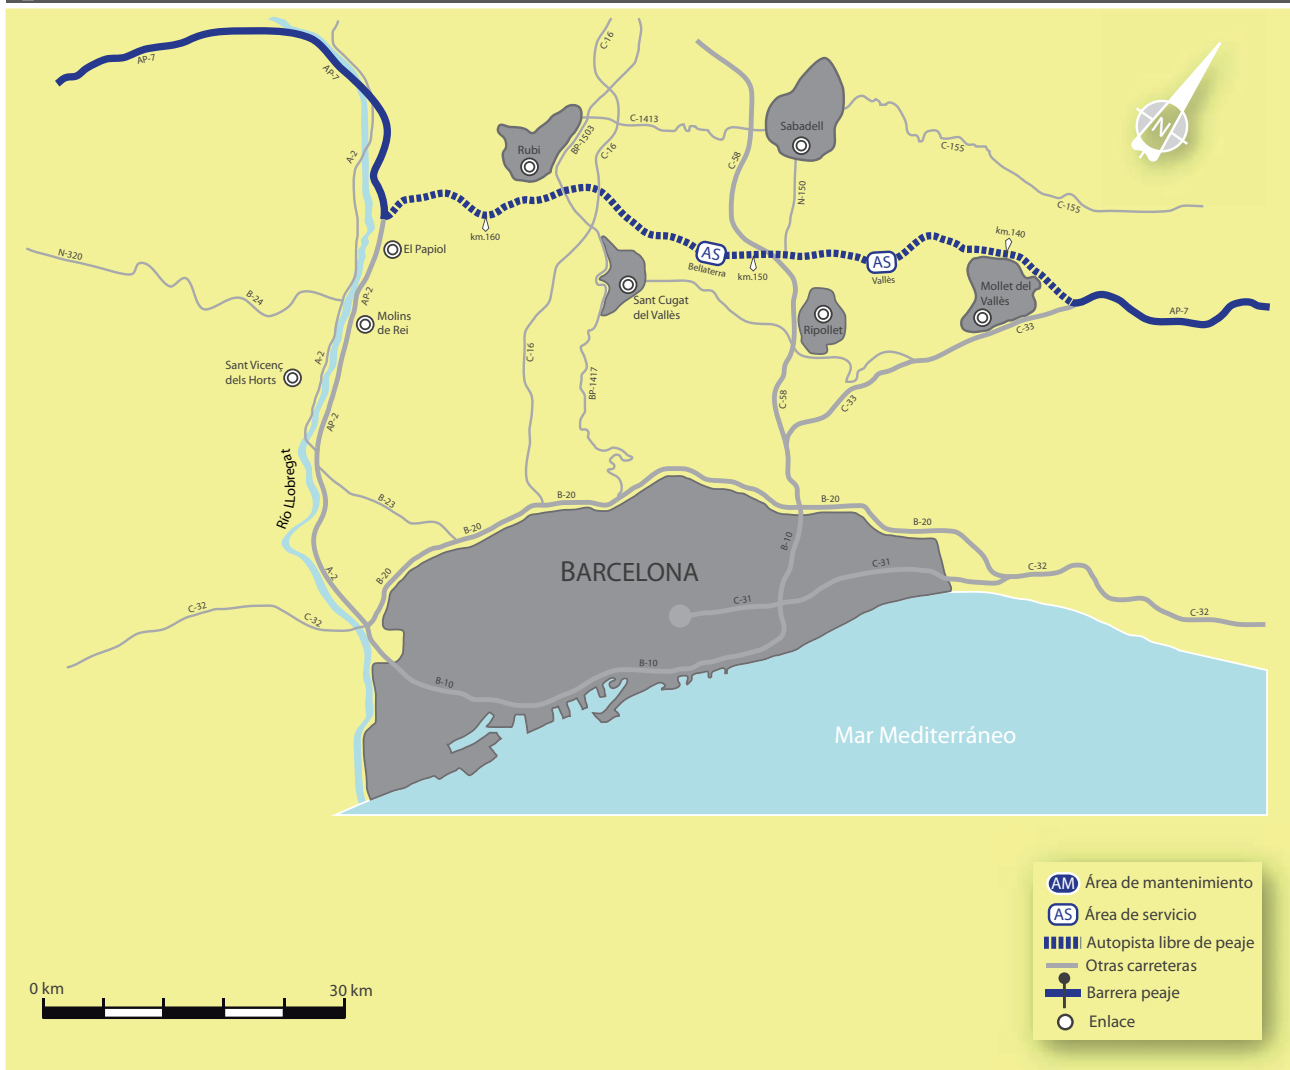 C-16
AP-7
AP-7
A-2
Rubi
BP-1503
C-1413
C-16
C-58
Sabadell
N-150
C-155
C-155
N
km.160
El Papiol
N-320
B-24
AP-2
Molins
de Rei
A-2
Sant Vicenç
dels Horts
AP-2
Río LLobregat
AS
Bellaterra
km.150
AS
Vallès
km.140
Mollet del
Vallès
C-33
AP-7
Sant Cugat
del Vallès
Ripollet
C-16
BP-1417
C-58
C-33
B-23
B-20
B-20
B-20
B-20
B-20
B-10
BARCELONA
C-31
C-31
C-32
C-32
A-2
C-32
C-32
B-10
B-10
Mar Mediterráneo
AM Área de mantenimiento
AS Área de servicio
Autopista libre de peaje
Otras carreteras
Barrera peaje
Enlace
0 km 30 km